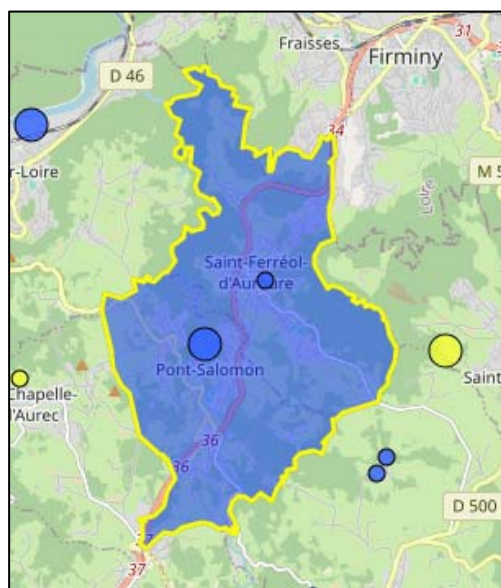 31
Fraisses
Firminy
D 46
34
r-Loire
M 5
Loire
Saint-Ferréol-
d'Auroure
Pont-Salomon
Saint
Chapelle-
d'Aurec
36
36
D 500
37
37